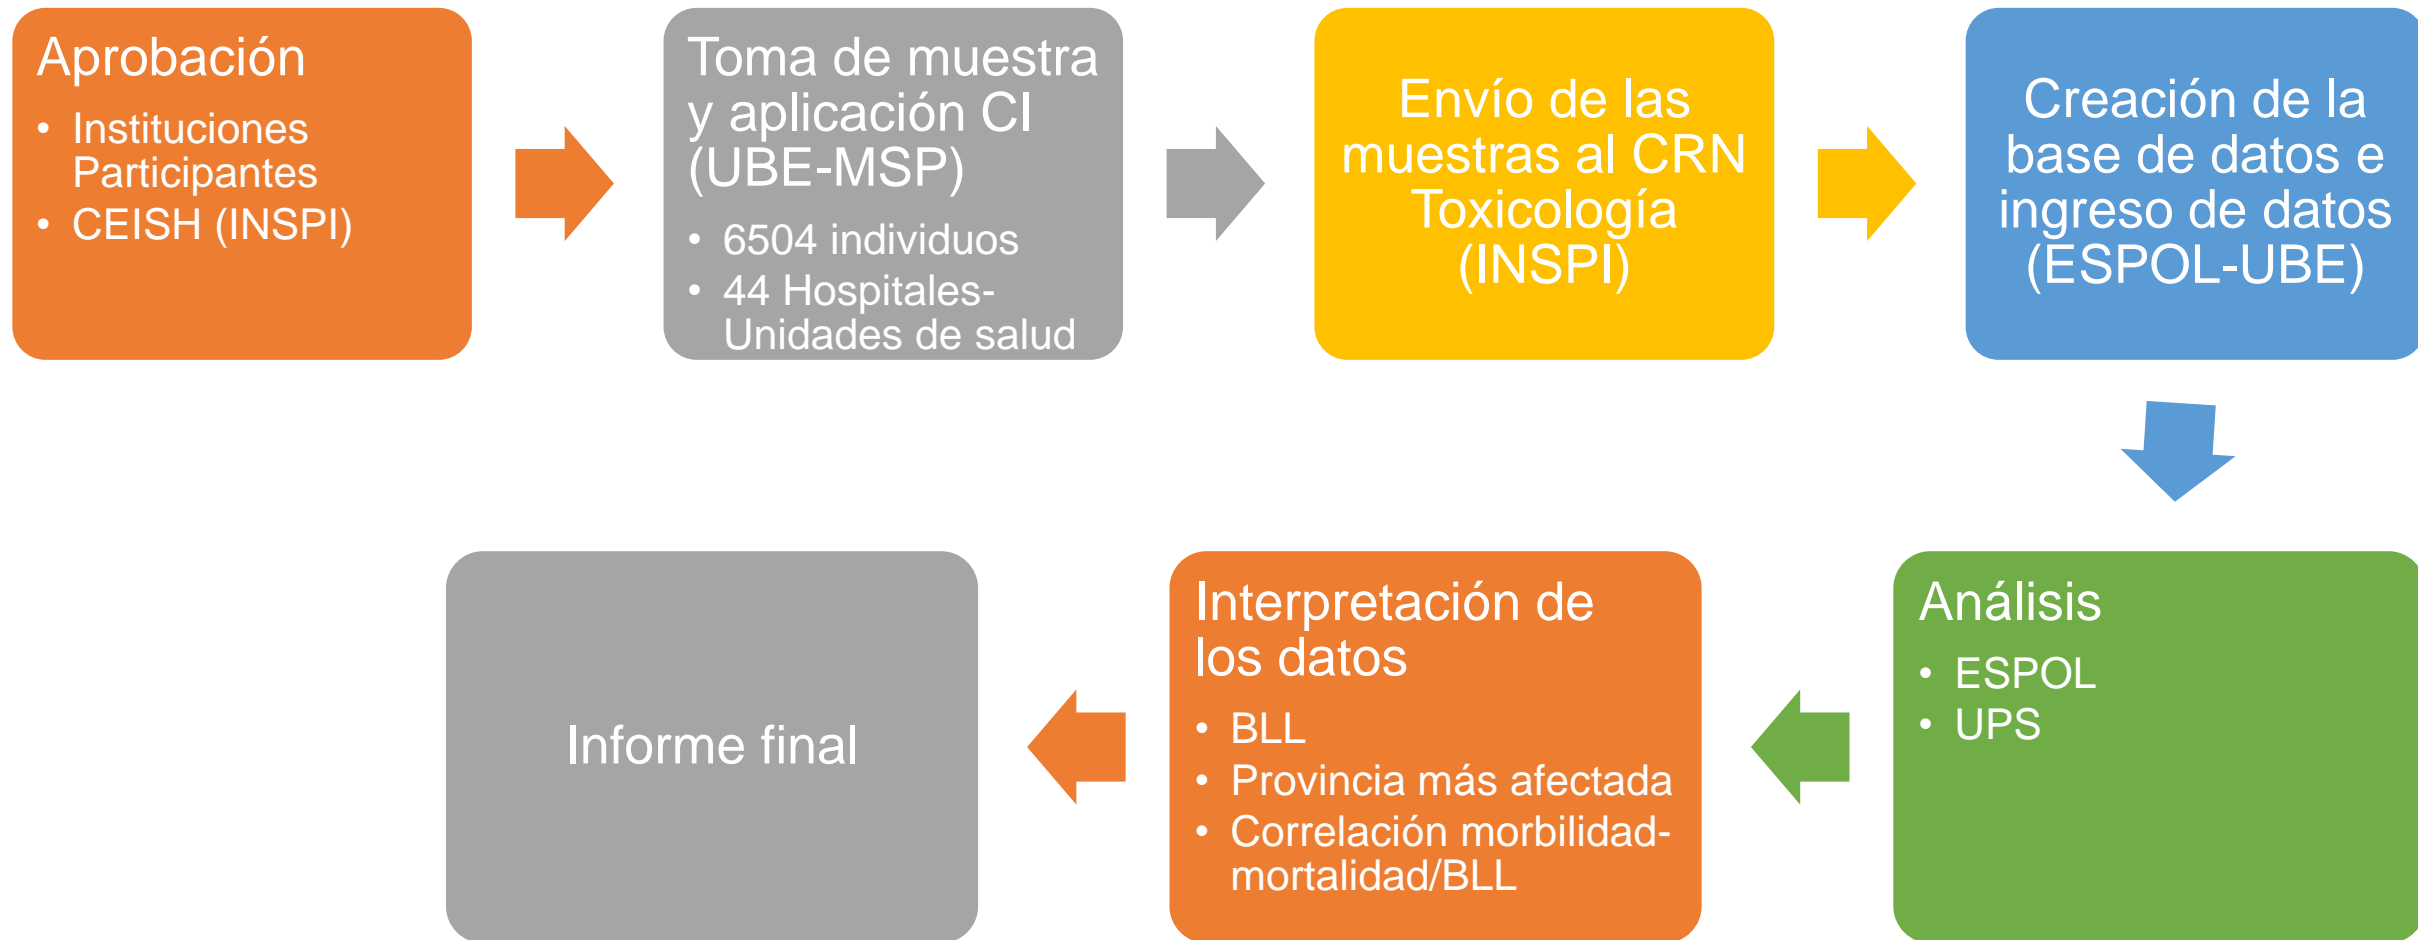 Aprobación
• Instituciones
Participantes
• CEISH (INSPI)
Toma de muestra
y aplicación CI
(UBE-MSP)
• 6504 individuos
• 44 Hospitales-
Unidades de salud
Envío de las
muestras al CRN
Toxicología
(INSPI)
Creación de la
base de datos e
ingreso de datos
(ESPOL-UBE)
Análisis
• ESPOL
• UPS
Interpretación de
los datos
• BLL
• Provincia más afectada
• Correlación morbilidad-
mortalidad/BLL
Informe final